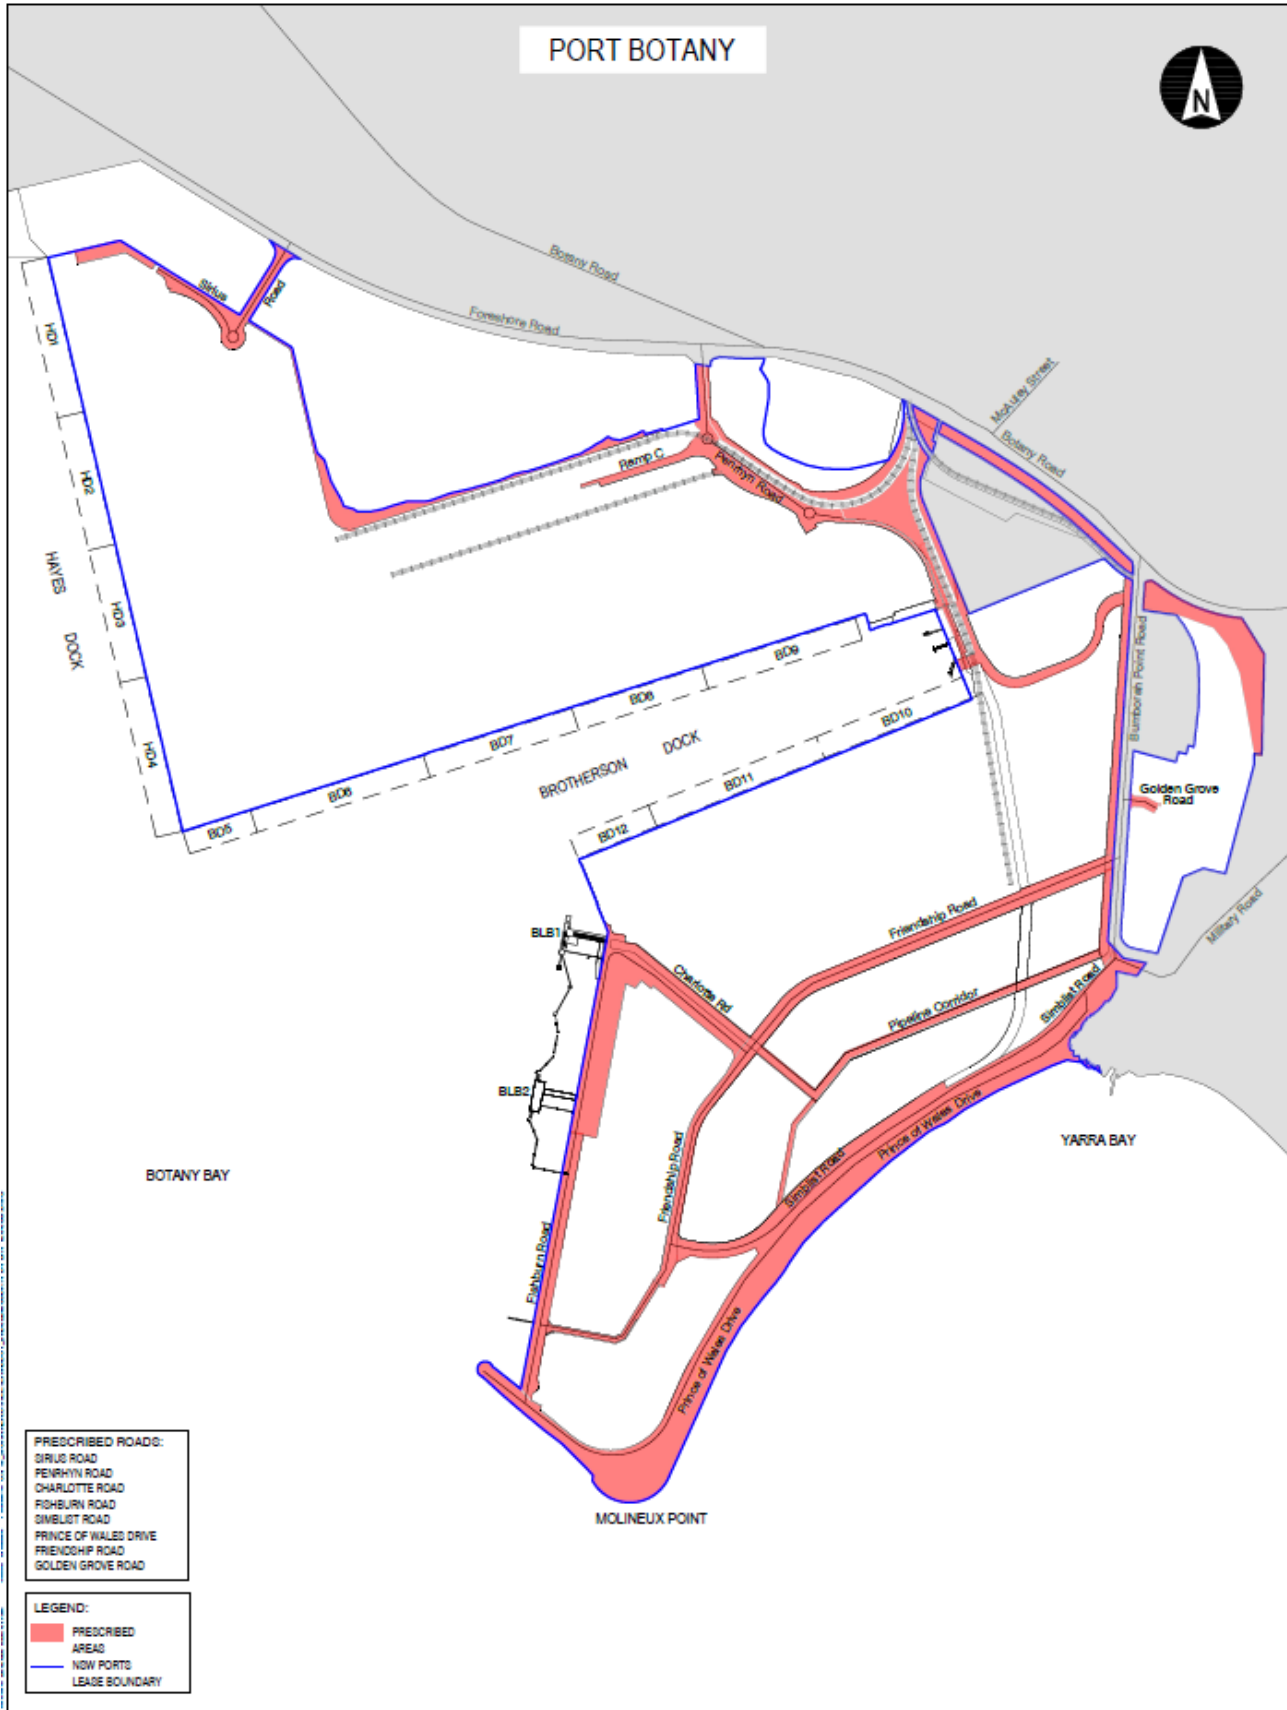 PORT BOTANY
N
Botany Road
Foreshore Road
McAuley Street
Botany Road
Sirius
Road
HD1
HD2
HAYES
DOCK
HD3
HD4
Ramp C
Penrhyn Road
Bumborah Point Road
BD9
BD8
BD7
BD6
BD5
BROTHERSON
DOCK
BD10
BD11
BD12
Golden Grove
Road
Military Road
Friendship Road
BLB1
Charlotte Rd
Pipeline Corridor
Simblist Road
BLB2
Prince of Wales Drive
YARRA BAY
BOTANY BAY
Friendship Road
Simblist Road
Fishburn Road
Prince of Wales Drive
MOLINEUX POINT
PRESCRIBED ROADS:
SIRIUS ROAD
PENRHYN ROAD
CHARLOTTE ROAD
FISHBURN ROAD
SIMBLIST ROAD
PRINCE OF WALES DRIVE
FRIENDSHIP ROAD
GOLDEN GROVE ROAD
LEGEND:
PRESCRIBED
AREAS
NSW PORTS
LEASE BOUNDARY